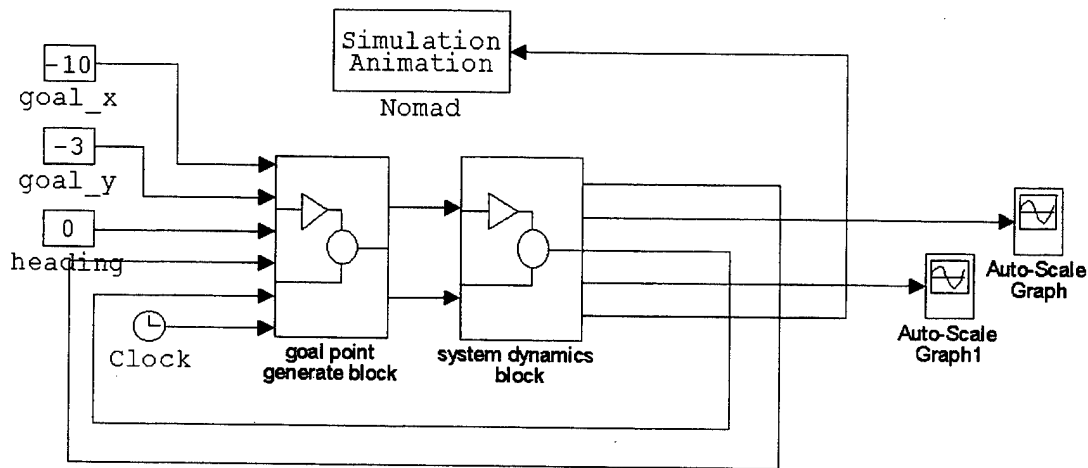 Simulation
Animation
Nomad
-10
goal_x
-3
goal_y
0
heading
Clock
goal point
generate block
system dynamics
block
Auto-Scale
Graph
Auto-Scale
Graph1